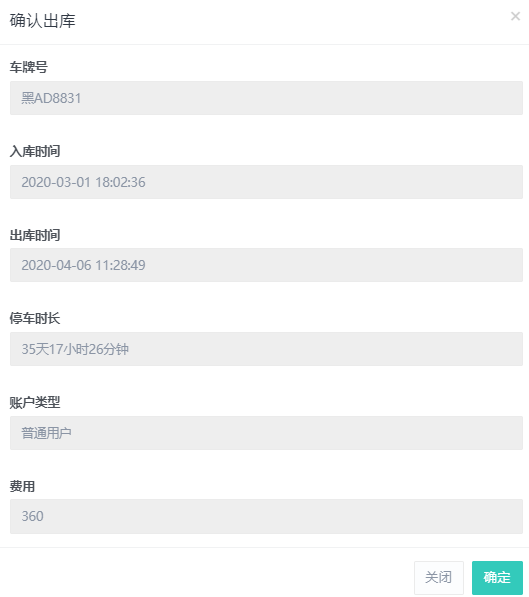 确认出库
×
车牌号
黑AD8831
入库时间
2020-03-01 18:02:36
出库时间
2020-04-06 11:28:49
停车时长
35天17小时26分钟
账户类型
普通用户
费用
360
关闭 确定